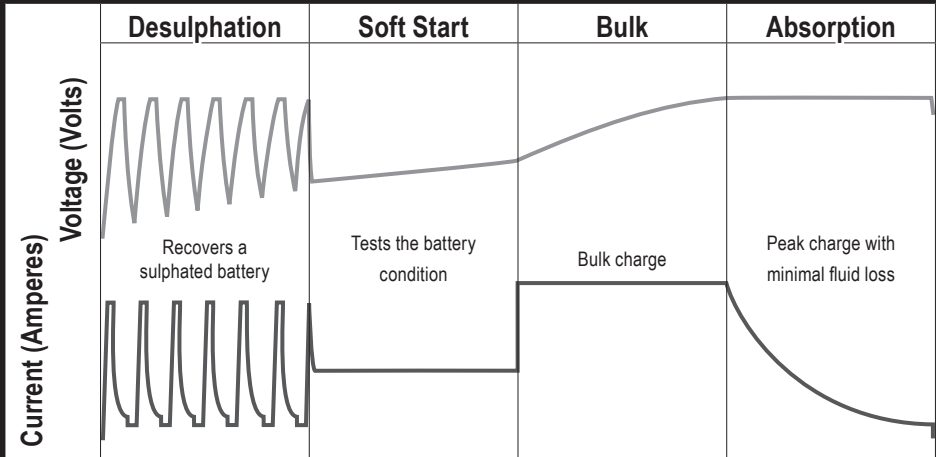 Desulphation
Soft Start
Bulk
Absorption
Voltage (Volts)
Current (Amperes)
Recovers a
sulphated battery
Tests the battery
condition
Bulk charge
Peak charge with
minimal fluid loss